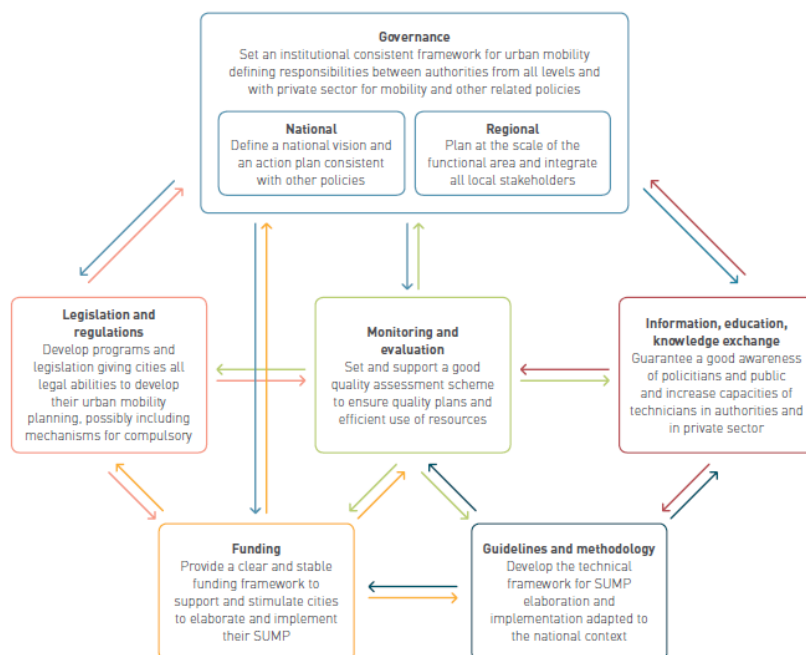 Governance
Set an institutional consistent framework for urban mobility
defining responsibilities between authorities from all levels and
with private sector for mobility and other related policies
National
Define a national vision and
an action plan consistent
with other policies
Regional
Plan at the scale of the
functional area and integrate
all local stakeholders
Legislation and
regulations
Develop programs and
legislation giving cities all
legal abilities to develop
their urban mobility
planning, possibly including
mechanisms for compulsory
Monitoring and
evaluation
Set and support a good
quality assessment scheme
to ensure quality plans and
efficient use of resources
Information, education,
knowledge exchange
Guarantee a good awareness
of policitians and public
and increase capacities of
technicians in authorities and
in private sector
Funding
Provide a clear and stable
funding framework to
support and stimulate cities
to elaborate and implement
their SUMP
Guidelines and methodology
Develop the technical
framework for SUMP
elaboration and
implementation adapted to
the national context